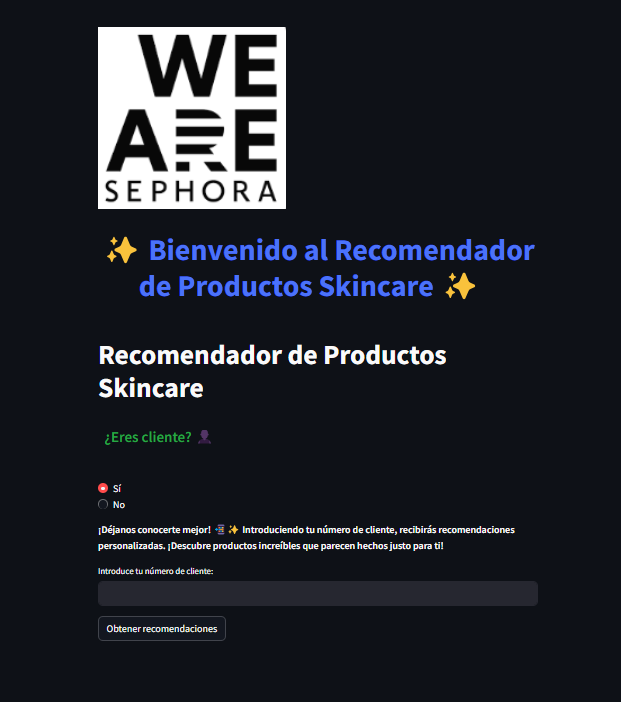 WE
ARE
SEPHORA
✨ Bienvenido al Recomendador
de Productos Skincare ✨
Recomendador de Productos
Skincare
¿Eres cliente? 👤
Sí
No
¡Déjanos conocerte mejor! 📲✨ Introduciendo tu número de cliente, recibirás recomendaciones
personalizadas. ¡Descubre productos increíbles que parecen hechos justo para ti!
Introduce tu número de cliente:
Obtener recomendaciones